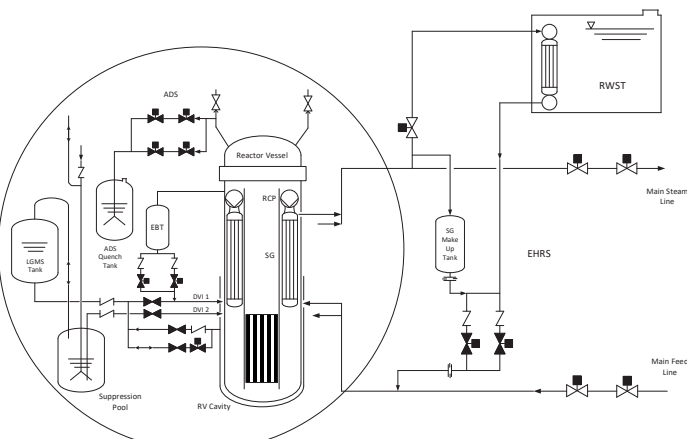 ADS
RWST
Reactor Vessel
Main Steam
Line
RCP
EBT
SG
Make
Up
Tank
LGMS
Tank
ADS
Quench
Tank
SG
EHRS
DVI 1
DVI 2
Main Feed
Line
Suppression
Pool
RV Cavity